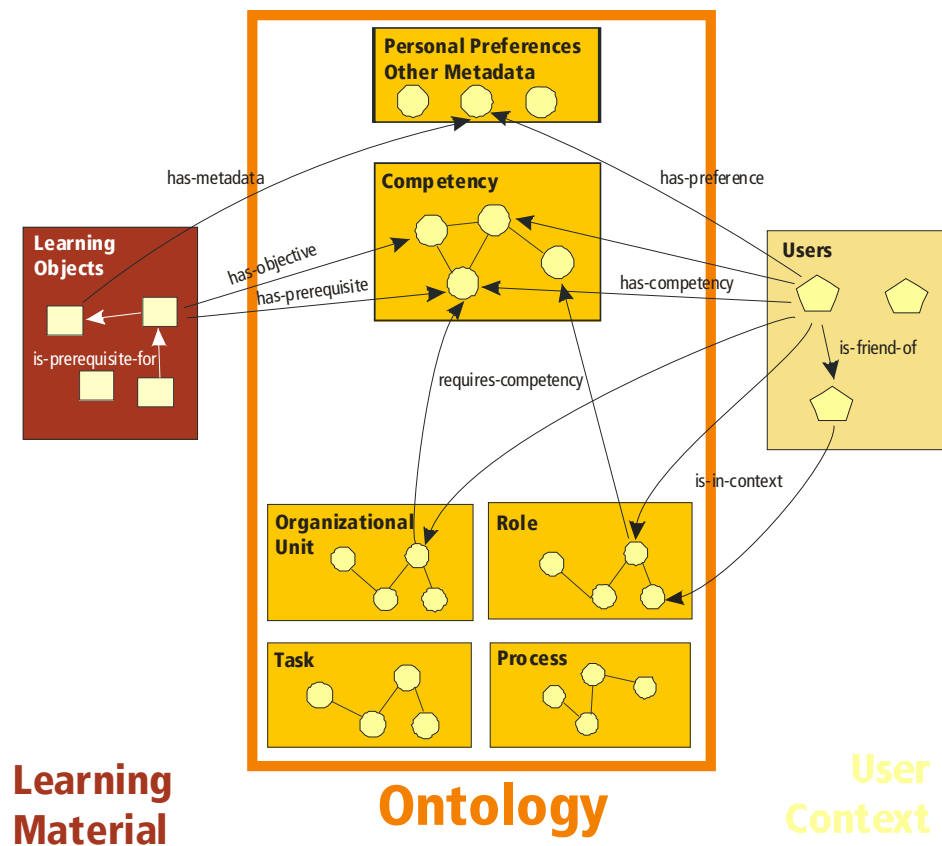 Personal Preferences
Other Metadata
has-metadata
has-preference
Competency
Learning
Objects
has-objective
has-prerequisite
is-prerequisite-for
Users
has-competency
is-friend-of
requires-competency
is-in-context
Organizational
Unit
Role
Task
Process
Learning
Material
Ontology
User
Context